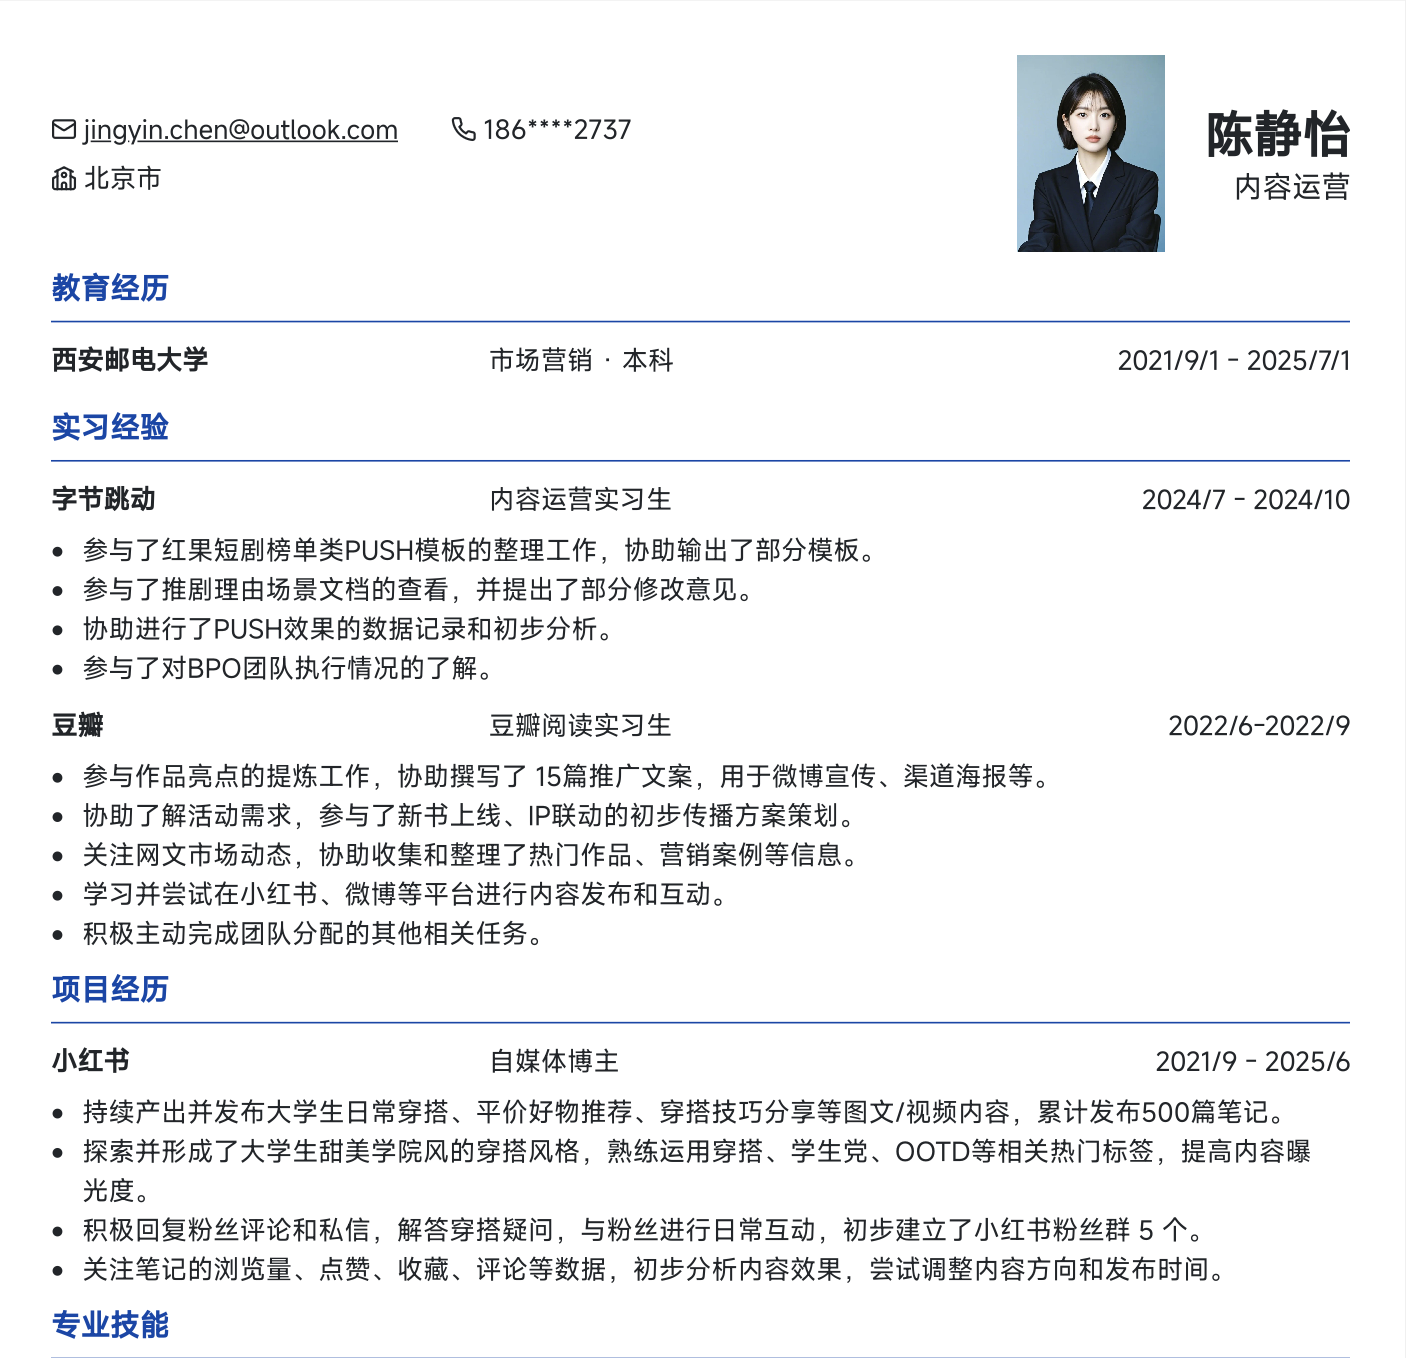 jingyin.chen@outlook.com 186****2737
北京市
陈静怡
内容运营
教育经历
西安邮电大学 市场营销 · 本科 2021/9/1 - 2025/7/1
实习经验
字节跳动 内容运营实习生 2024/7 - 2024/10
• 参与了红果短剧榜单类PUSH模板的整理工作，协助输出了部分模板。
• 参与了推剧理由场景文档的查看，并提出了部分修改意见。
• 协助进行了PUSH效果的数据记录和初步分析。
• 参与了对BPO团队执行情况的了解。
豆瓣 豆瓣阅读实习生 2022/6-2022/9
• 参与作品亮点的提炼工作，协助撰写了 15篇推广文案，用于微博宣传、渠道海报等。
• 协助了解活动需求，参与了新书上线、IP联动的初步传播方案策划。
• 关注网文市场动态，协助收集和整理了热门作品、营销案例等信息。
• 学习并尝试在小红书、微博等平台进行内容发布和互动。
• 积极主动完成团队分配的其他相关任务。
项目经历
小红书 自媒体博主 2021/9 - 2025/6
• 持续产出并发布大学生日常穿搭、平价好物推荐、穿搭技巧分享等图文/视频内容，累计发布500篇笔记。
• 探索并形成了大学生甜美学院风的穿搭风格，熟练运用穿搭、学生党、OOTD等相关热门标签，提高内容曝
光度。
• 积极回复粉丝评论和私信，解答穿搭疑问，与粉丝进行日常互动，初步建立了小红书粉丝群 5 个。
• 关注笔记的浏览量、点赞、收藏、评论等数据，初步分析内容效果，尝试调整内容方向和发布时间。
专业技能